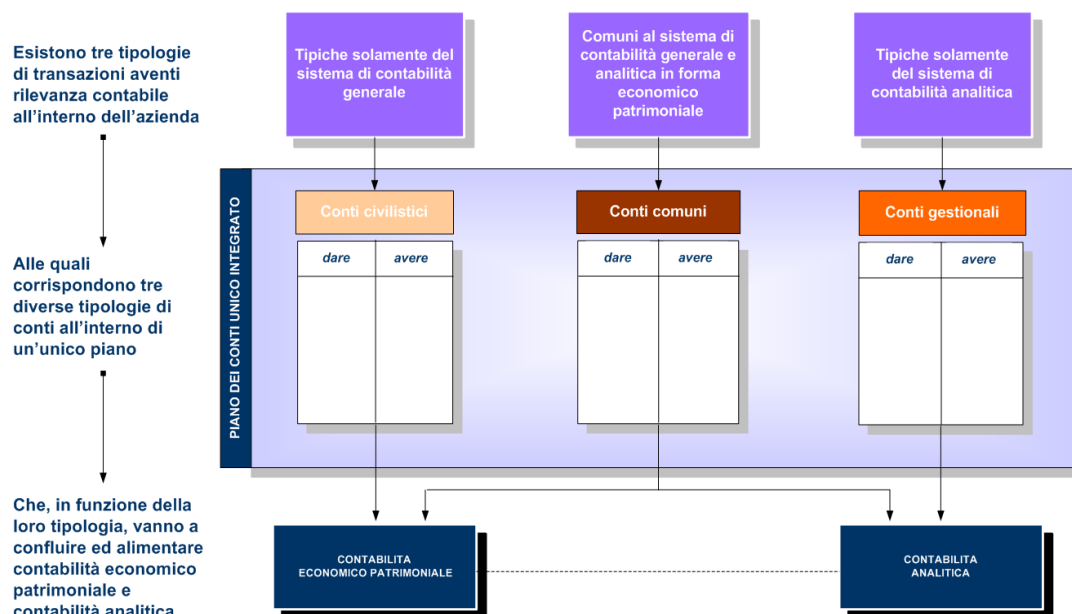 Esistono tre tipologie
di transazioni aventi
rilevanza contabile
all'interno dell'azienda
Tipiche solamente del
sistema di contabilità
generale
Comuni al sistema di
contabilità generale e
analitica in forma
economico
patrimoniale
Tipiche solamente
del sistema di
contabilità analitica
PIANO DEI CONTI UNICO INTEGRATO
Conti civilistici
Conti comuni
Conti gestionali
dare avere
dare avere
dare avere
Alle quali
corrispondono tre
diverse tipologie di
conti all'interno di
un'unico piano
Che, in funzione della
loro tipologia, vanno a
confluire ed alimentare
contabilità economico
patrimoniale e
contabilità analitica
CONTABILITA
ECONOMICO PATRIMONIALE
CONTABILITA
ANALITICA